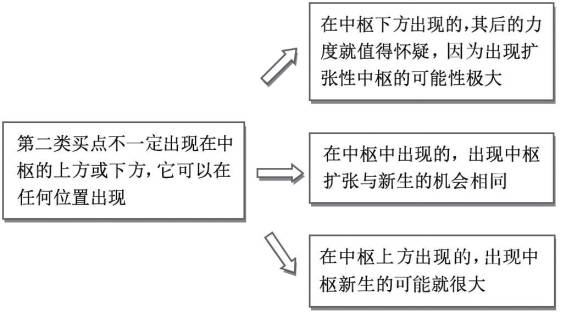 第二类买点不一定出现在中
枢的上方或下方，它可以在
任何位置出现
在中枢下方出现的，其后的力
度就值得怀疑，因为出现扩
张性中枢的可能性极大
在中枢中出现的，出现中枢
扩张与新生的机会相同
在中枢上方出现的，出现中
枢新生的可能就很大